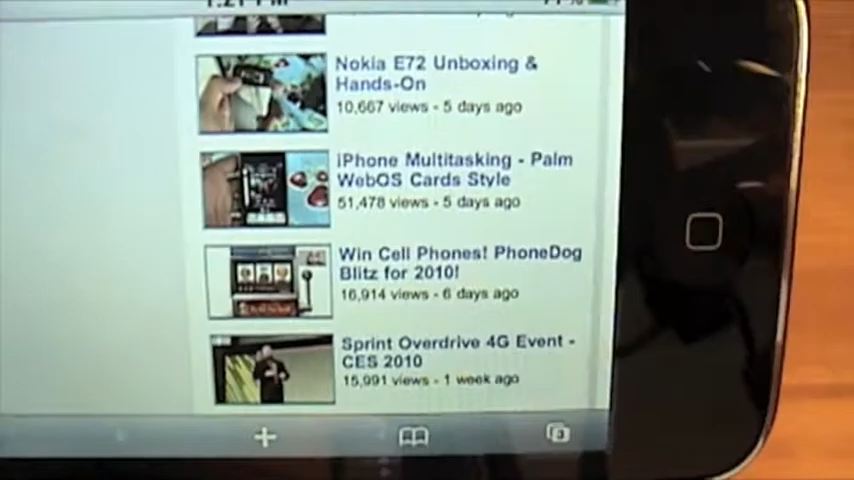 Nokia E72 Unboxing &
Hands-On
10,667 views - 5 days ago
iPhone Multitasking - Palm
WebOS Cards Style
51,478 views - 5 days ago
Win Cell Phones! PhoneDog
Blitz for 2010!
16,914 views - 6 days ago
Sprint Overdrive 4G Event -
CES 2010
15,991 views - 1 week ago
3